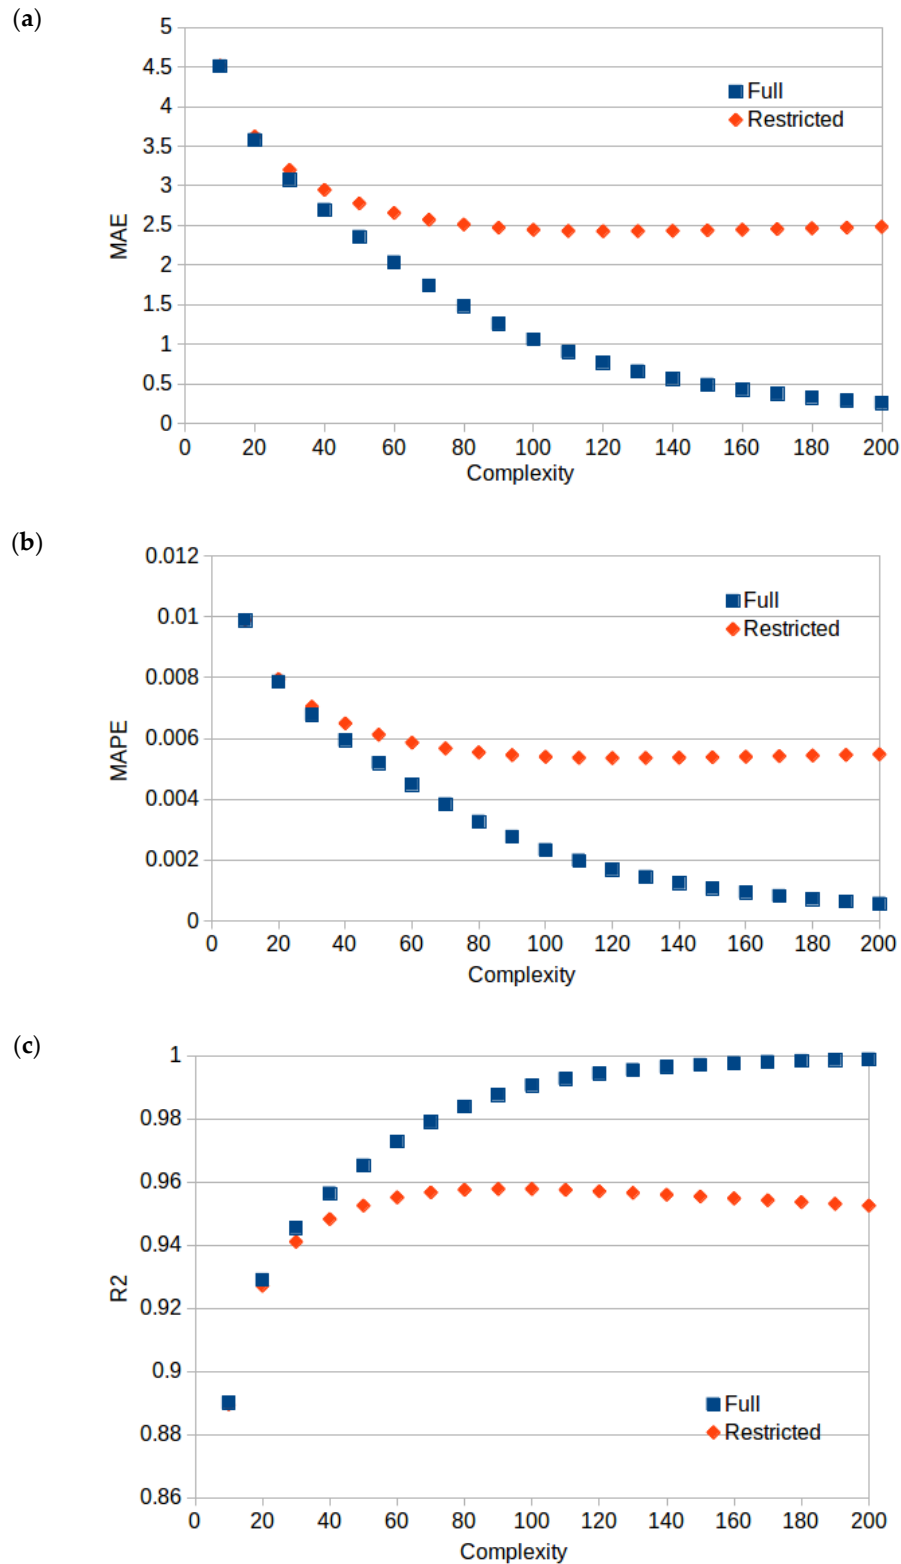 (a)
5
4.5
4
3.5
3
2.5
2
1.5
1
0.5
0
MAE
Full
Restricted
0 20 40 60 80 100 120 140 160 180 200
Complexity
(b)
0.012
0.01
0.008
0.006
0.004
0.002
0
MAPE
Full
Restricted
0 20 40 60 80 100 120 140 160 180 200
Complexity
(c)
1
0.98
0.96
0.94
0.92
0.9
0.88
0.86
R2
Full
Restricted
0 20 40 60 80 100 120 140 160 180 200
Complexity